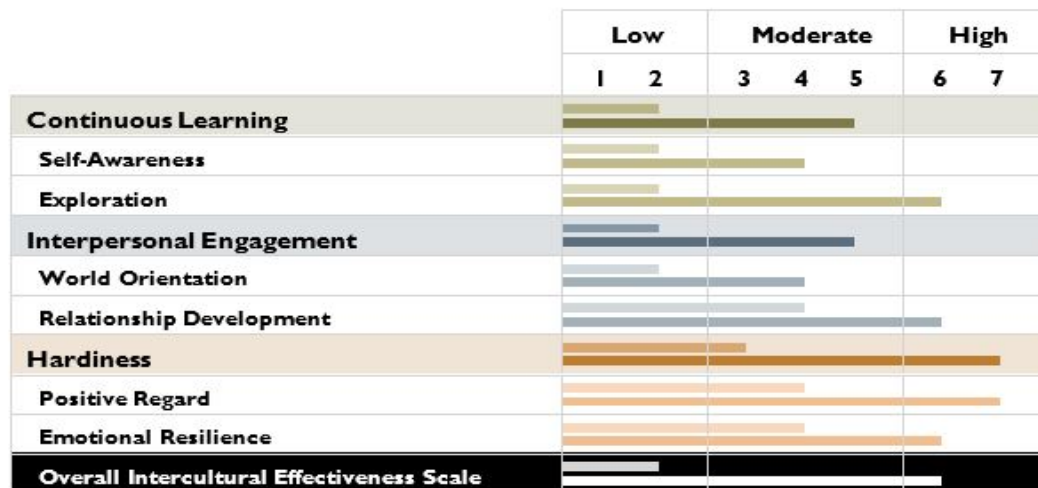 Low Moderate High
1 2 3 4 5 6 7
Continuous Learning
Self-Awareness
Exploration
Interpersonal Engagement
World Orientation
Relationship Development
Hardiness
Positive Regard
Emotional Resilience
Overall Intercultural Effectiveness Scale